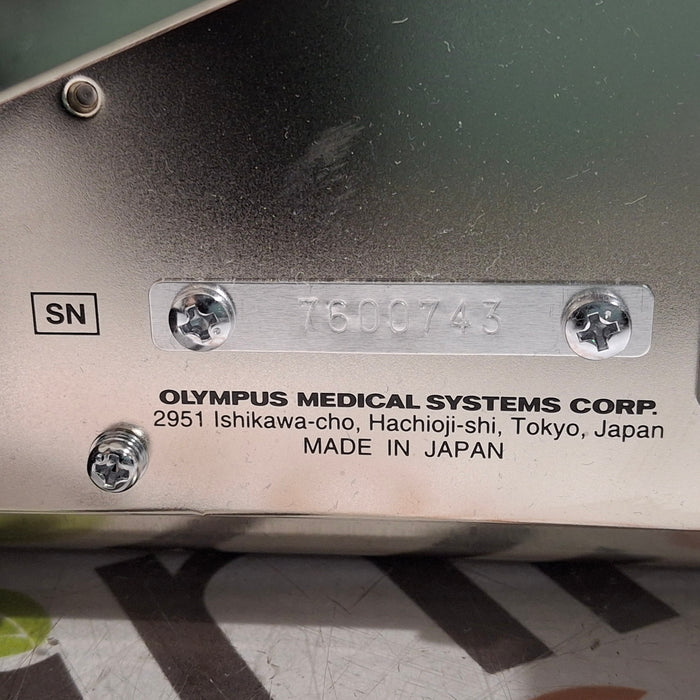 SN
7600743
OLYMPUS MEDICAL SYSTEMS CORP.
2951 Ishikawa-cho, Hachioji-shi, Tokyo, Japan
MADE IN JAPAN